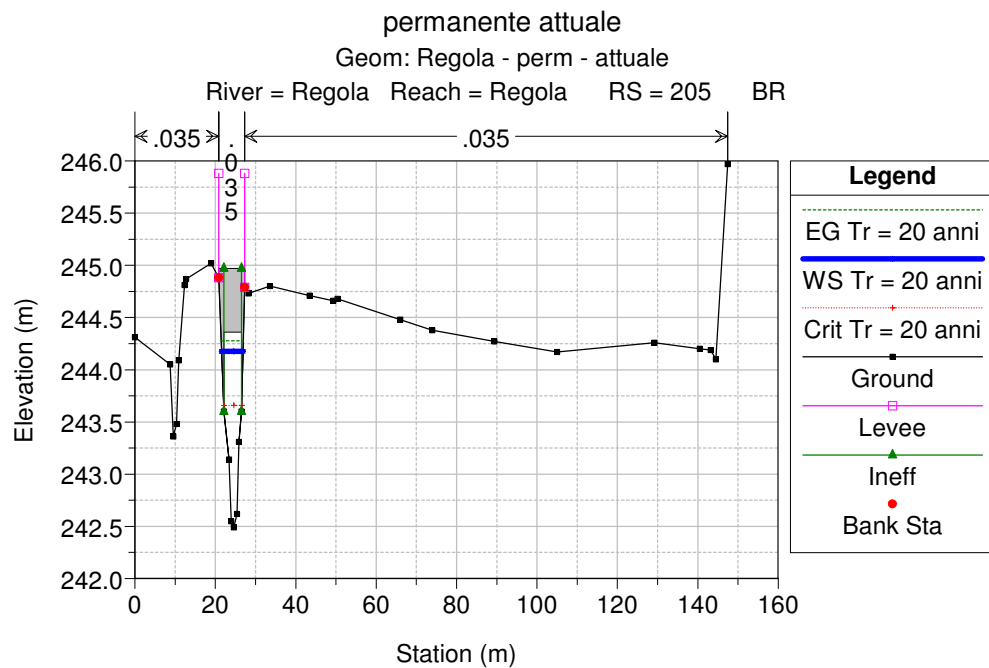 permanente attuale
Geom: Regola - perm - attuale
River = Regola Reach = Regola RS = 205 BR
.035
.035
.035
246.0
245.5
245.0
244.5
244.0
243.5
243.0
242.5
242.0
0
20
40
60
80
100
120
140
160
Elevation (m)
Station (m)
Legend
EG Tr = 20 anni
WS Tr = 20 anni
Crit Tr = 20 anni
Ground
Levee
Ineff
Bank Sta